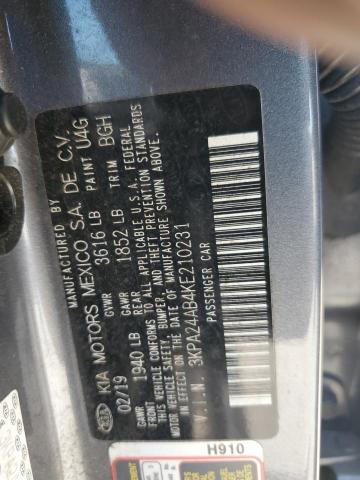 MANUFACTURED BY
KIA MOTORS MEXICO S.A. DE C.V.
02/19 3616 LB PAINT U4G
GAWR 1940 LB GAWR 1852 LB TRIM BGH
REAR
THIS VEHICLE CONFORMS TO ALL APPLICABLE U.S.A. FEDERAL
MOTOR VEHICLE SAFETY, BUMPER, AND THEFT PREVENTION STANDARDS
IN EFFECT ON THE DATE OF MANUFACTURE SHOWN ABOVE.
V.I.N. 3KPA24AB4KE210231
PASSENGER CAR
H910